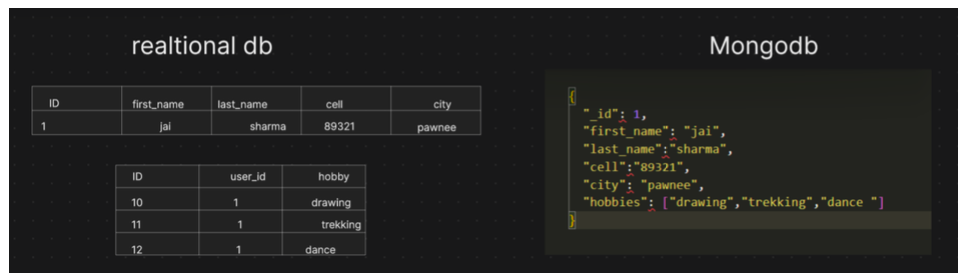 realtional db
Mongodb
ID first_name last_name cell city
1 jai sharma 89321 pawnee
ID user_id hobby
10 1 drawing
11 1 trekking
12 1 dance
{
"_id": 1,
"first_name": "jai",
"last_name":"sharma",
"cell":"89321",
"city": "pawnee",
"hobbies": ["drawing","trekking","dance "]
}